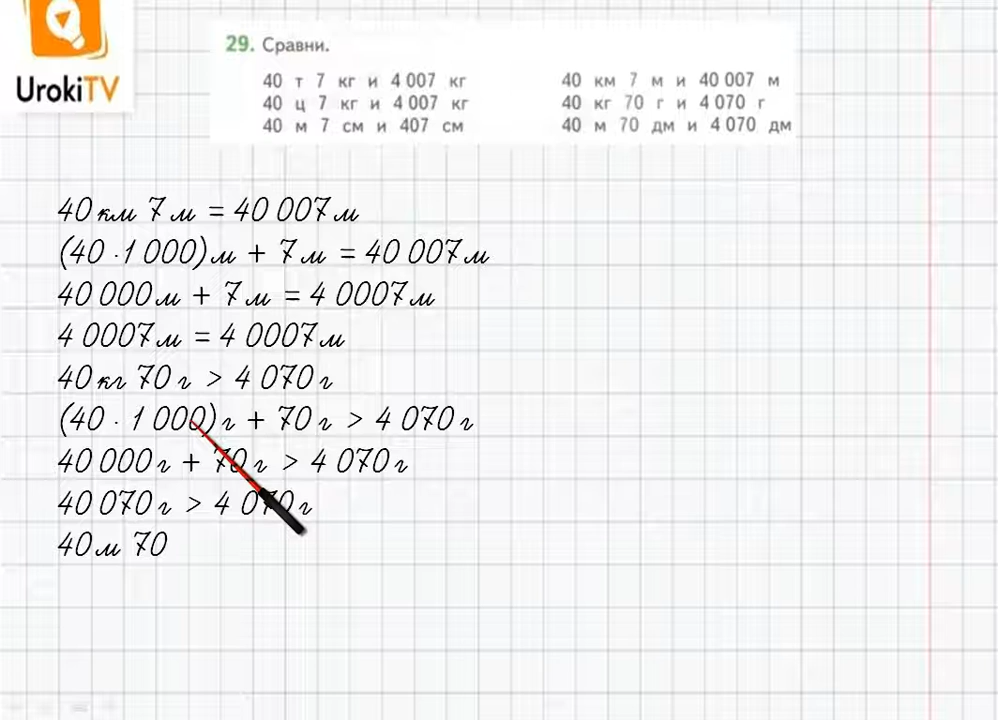 UrokiTV
29. Сравни.
40 т 7 кг и 4 007 кг
40 ц 7 кг и 4 007 кг
40 м 7 см и 407 см
40 км 7 м и 40 007 м
40 кг 70 г и 4 070 г
40 м 70 дм и 4 070 дм
40 км 7 м = 40 007 м
(40 · 1 000) м + 7 м = 40 007 м
40 000 м + 7 м = 4 0007 м
4 0007 м = 4 0007 м
40 кг 70 г > 4 070 г
(40 · 1 000) г + 70 г > 4 070 г
40 000 г + 70 г > 4 070 г
40 070 г > 4 070 г
40 м 70